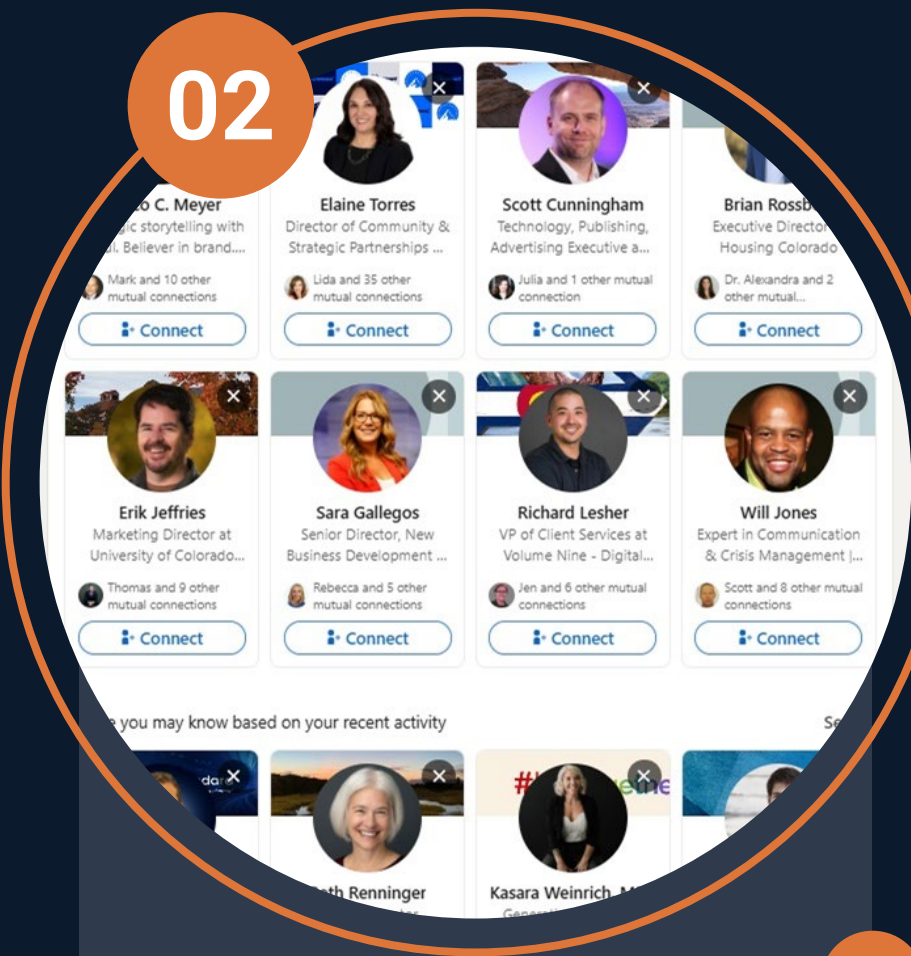 02
C. Meyer
Elaine Torres
Scott Cunningham
Brian
storytelling with
Director of Community &
Technology, Publishing,
Executive Director
Believer in brand....
Strategic Partnerships ...
Advertising Executive a...
Housing Colorado
Mark and 10 other
mutual connections
Lida and 35 other
mutual connections
Julia and 1 other mutual
connection
Dr. Alexandra and 2
other mutual...
Connect
Connect
Connect
Connect
Erik Jeffries
Sara Gallegos
Richard Lesher
Will Jones
Marketing Director at
Senior Director, New
VP of Client Services at
Expert in Communication
University of Colorado...
Business Development ...
Volume Nine - Digital...
& Crisis Management |...
Thomas and 9 other
mutual connections
Rebecca and 5 other
mutual connections
Jen and 6 other mutual
connections
Scott and 8 other mutual
connections
Connect
Connect
Connect
Connect
you may know based on your recent activity
Renninger
Kasara Weinrich,